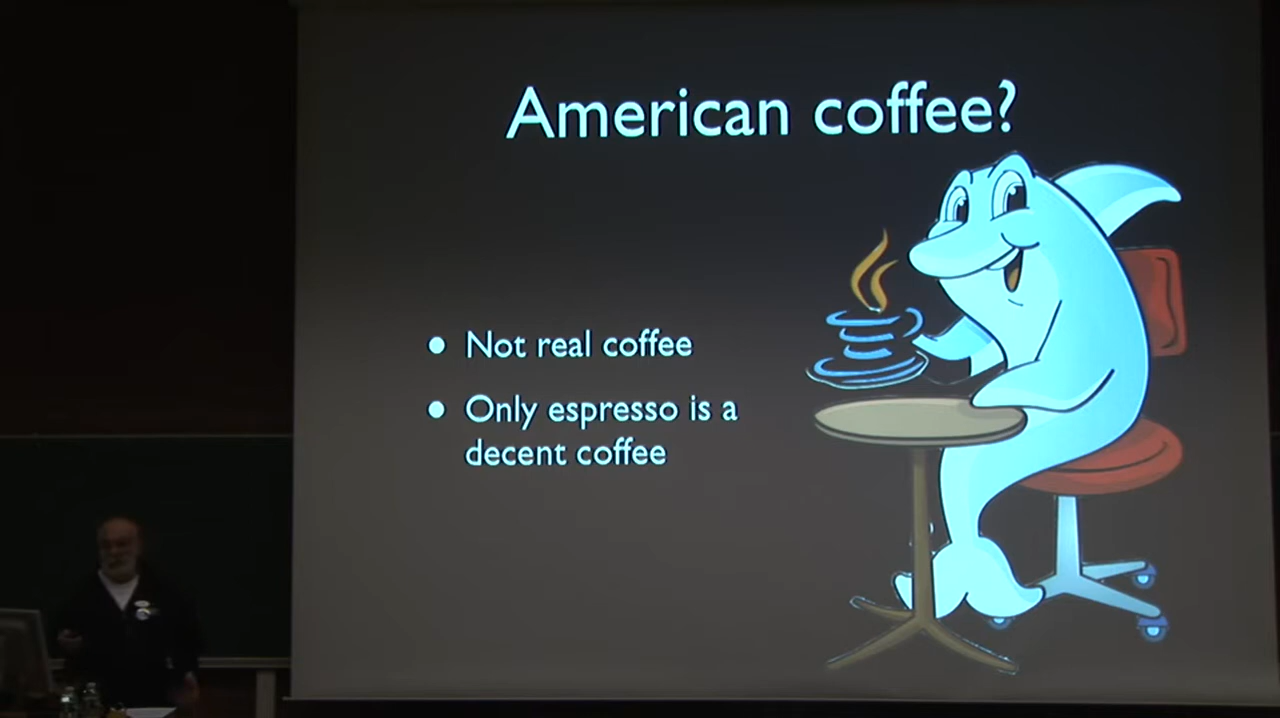 American coffee?
Not real coffee
Only espresso is a
decent coffee